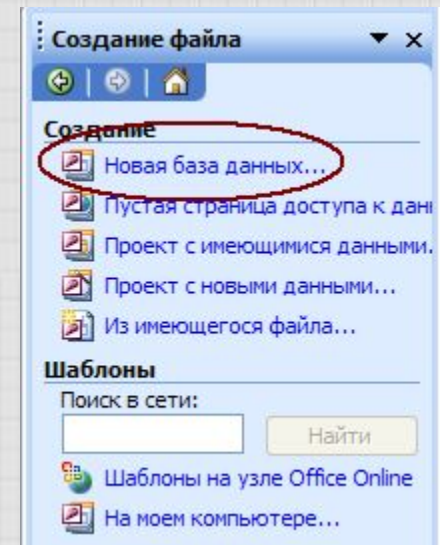 Создание файла
Создание
Новая база данных...
Пустая страница доступа к данн
Проект с имеющимися данными.
Проект с новыми данными...
Из имеющегося файла...
Шаблоны
Поиск в сети:
Найти
Шаблоны на узле Office Online
На моем компьютере...